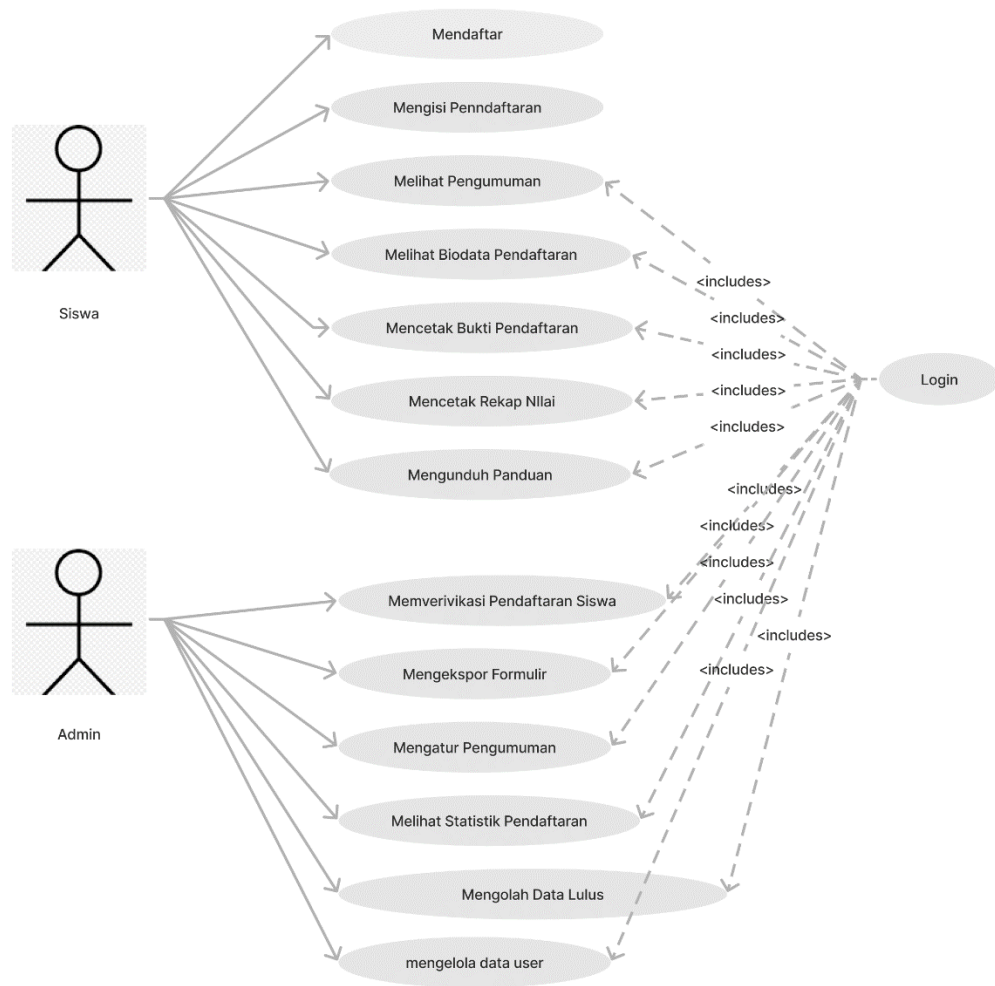 Mendaftar
Mengisi Penndaftaran
Melihat Pengumuman
Melihat Biodata Pendaftaran
<includes>
Siswa
<includes>
Mencetak Bukti Pendaftaran
<includes>
Login
<includes>
Mencetak Rekap NIlai
<includes>
Mengunduh Panduan
<includes>
<includes>
<includes>
Memverivikasi Pendaftaran Siswa
<includes>
<includes>
<includes>
Mengekspor Formulir
Admin
Mengatur Pengumuman
Melihat Statistik Pendaftaran
Mengolah Data Lulus
mengelola data user